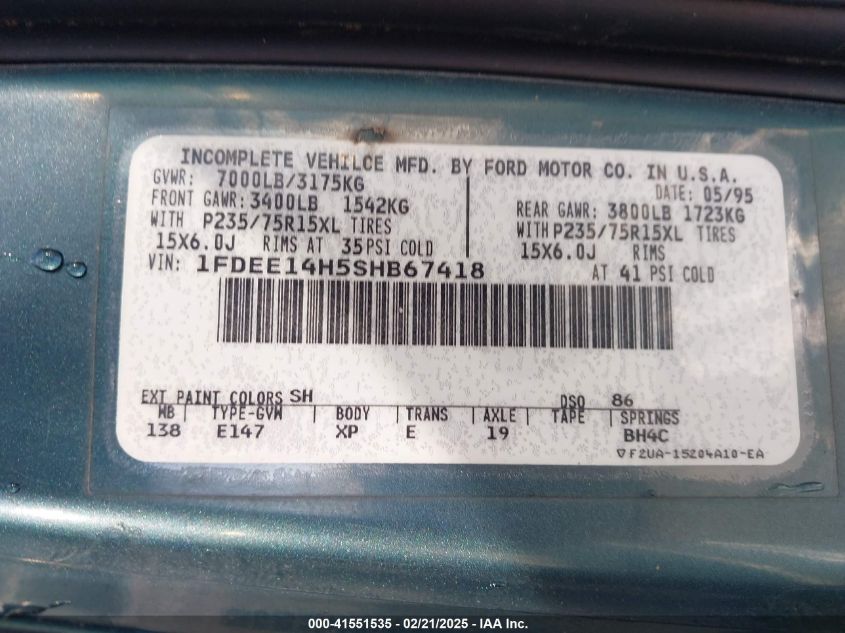 INCOMPLETE VEHILCE MFD. BY FORD MOTOR CO. IN U.S.A.
GVWR: 7000LB/3175KG DATE: 05/95
FRONT GAWR: 3400LB 1542KG REAR GAWR: 3800LB 1723KG
WITH P235/75R15XL TIRES WITH P235/75R15XL TIRES
15X6.0J RIMS AT 35 PSI COLD 15X6.0J RIMS
VIN: 1FDEE14H5SHB67418 AT 41 PSI COLD
EXT PAINT COLORS SH DSO 86
WB TYPE-GVW BODY TRANS AXLE TAPE SPRINGS
138 E147 XP E 19 BH4C
F2UA-15204A10-EA
000-41551535 - 02/21/2025 - IAA Inc.